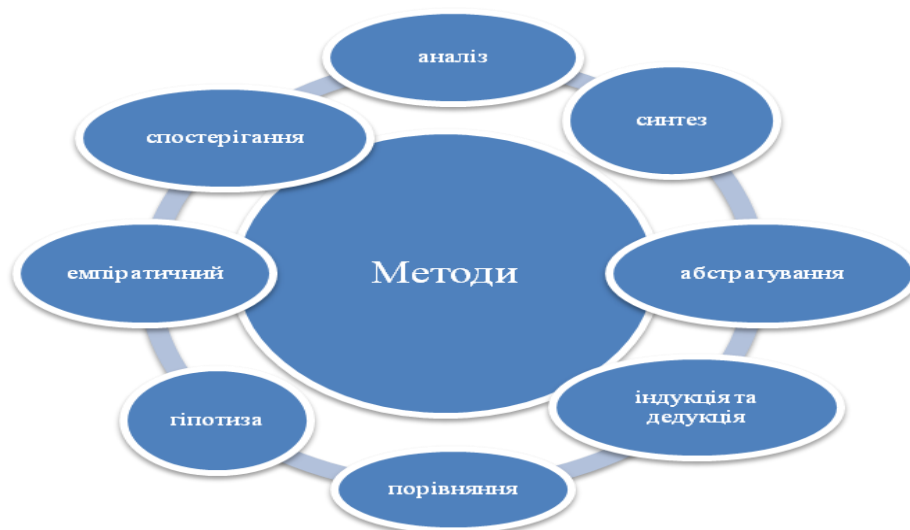 аналіз
синтез
абстрагування
індукція та
дедукція
порівняння
гіпотиза
емпіратичний
спостерігання
Методи